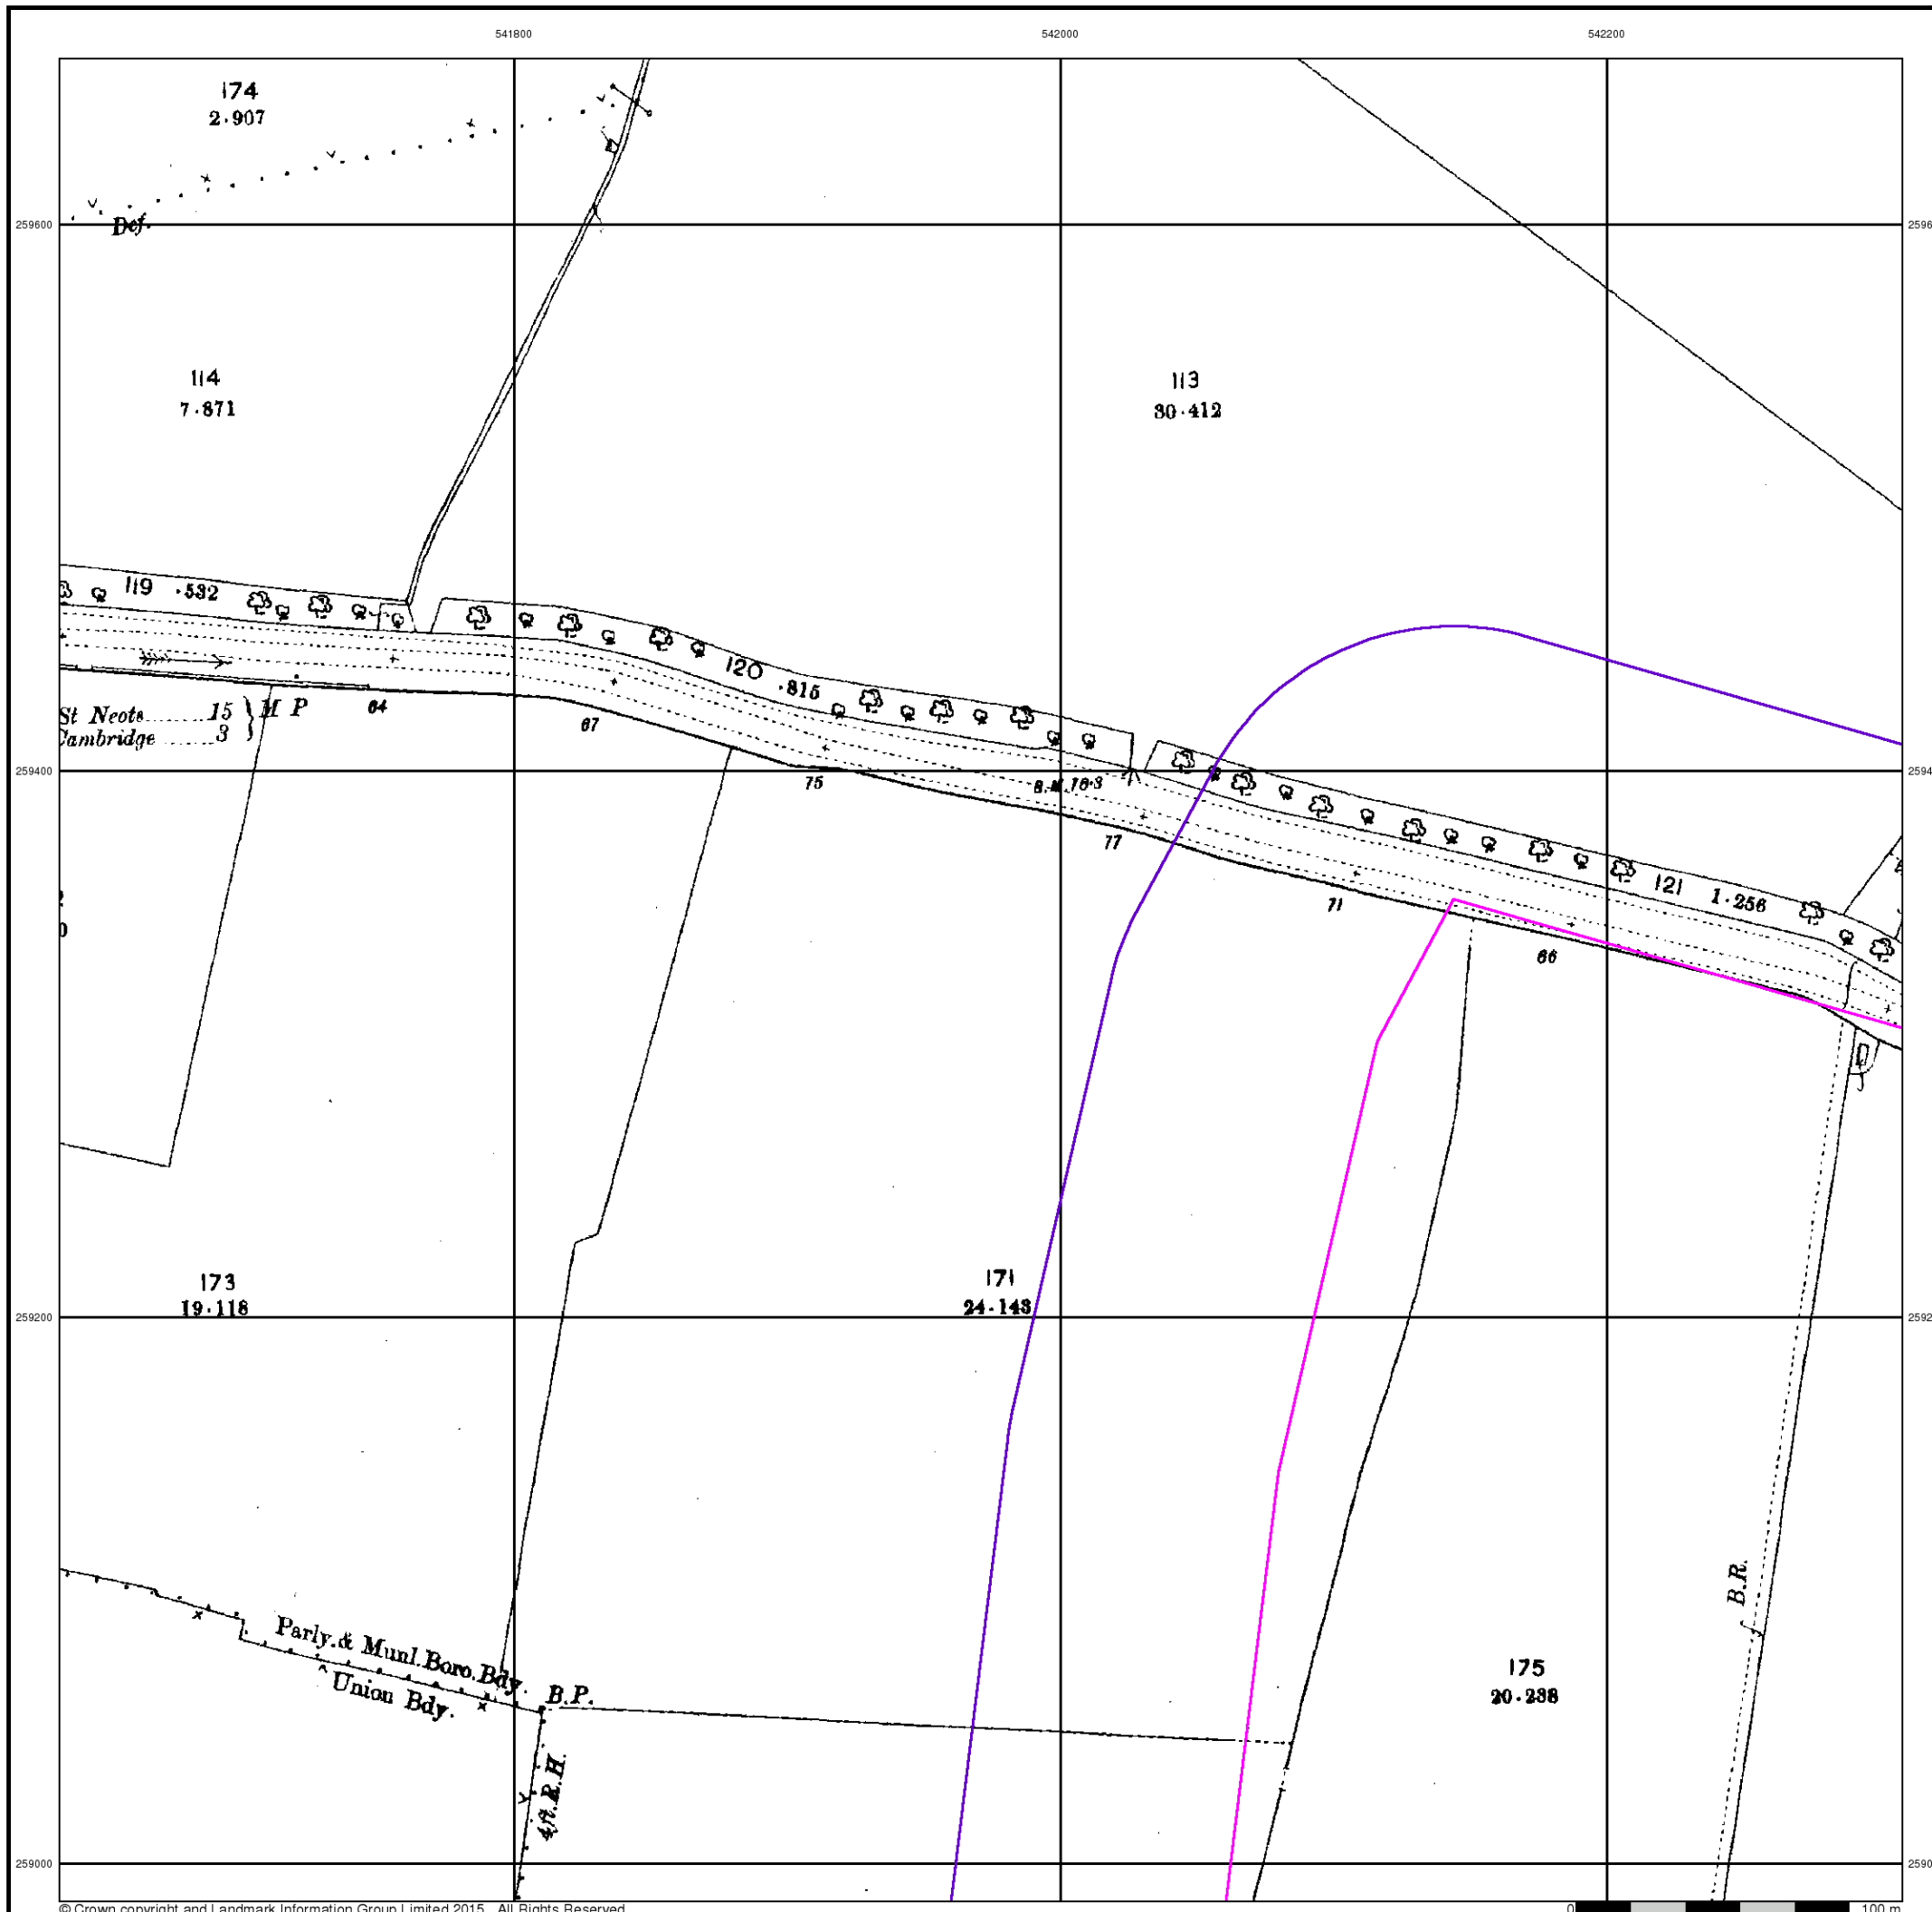 541800 542000 542200
174
2·907
259600
Def.
114
7·871
113
30·412
119 ·532
120 ·815
St Neots 15 } M P
Cambridge 3
64
67
75
259400
B.M. 76·3
77
71
66
121 1·256
173
19·118
171
24·143
259200
B.R.
175
20·238
Parly. & Munl. Boro. Bdy.
Union Bdy.
B.P.
4ft. R.H.
259000
© Crown copyright and Landmark Information Group Limited 2015. All Rights Reserved.
0 100 m